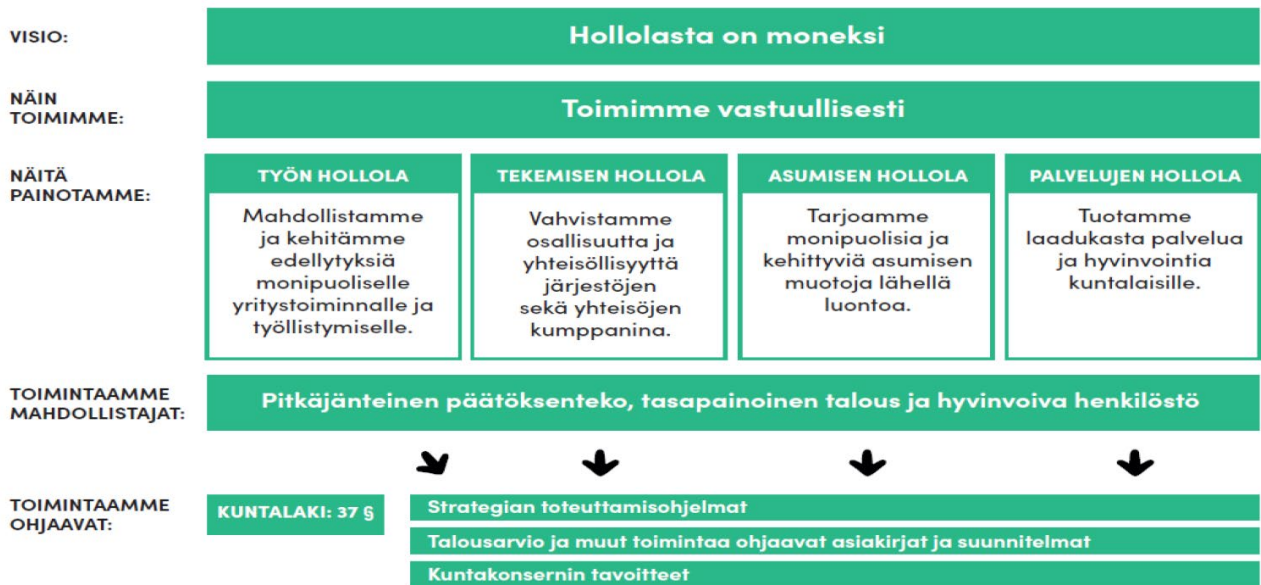 VISIO:
Hollolasta on moneksi
NÄIN
TOIMIMME:
Toimimme vastuullisesti
NÄITÄ
PAINOTAMME:
TYÖN HOLLOLA
Mahdollistamme
ja kehitämme
edellytyksiä
monipuoliselle
yritystoiminnalle ja
työllistymiselle.
TEKEMISEN HOLLOLA
Vahvistamme
osallisuutta ja
yhteisöllisyyttä
järjestöjen
sekä yhteisöjen
kumppanina.
ASUMISEN HOLLOLA
Tarjoamme
monipuolisia ja
kehittyviä asumisen
muotoja lähellä
luontoa.
PALVELUJEN HOLLOLA
Tuotamme
laadukasta palvelua
ja hyvinvointia
kuntalaisille.
TOIMINTAAMME
MAHDOLLISTAJAT:
Pitkäjänteinen päätöksenteko, tasapainoinen talous ja hyvinvoiva henkilöstö
TOIMINTAAMME
OHJAAVAT:
KUNTALAKI: 37 §
Strategian toteuttamisohjelmat
Talousarvio ja muut toimintaa ohjaavat asiakirjat ja suunnitelmat
Kuntakonsernin tavoitteet